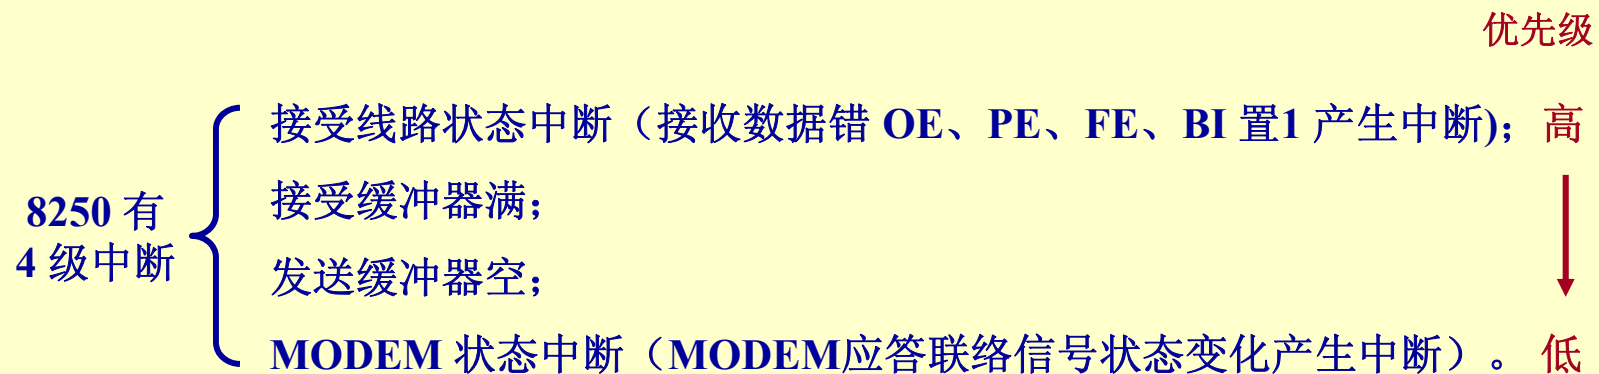 优先级
接受线路状态中断（接收数据错 OE、PE、FE、BI 置1 产生中断)； 高
接受缓冲器满；
8250 有
4 级中断
发送缓冲器空；
MODEM 状态中断（MODEM应答联络信号状态变化产生中断）。 低